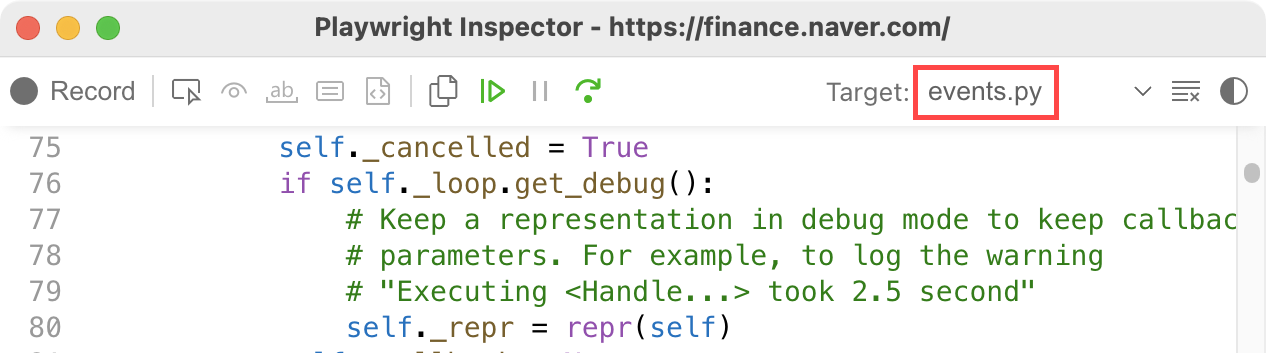 Playwright Inspector - https://finance.naver.com/
Record ab Target: events.py
75 self._cancelled = True
76 if self._loop.get_debug():
77 # Keep a representation in debug mode to keep callbac
78 # parameters. For example, to log the warning
79 # "Executing <Handle...> took 2.5 second"
80 self._repr = repr(self)